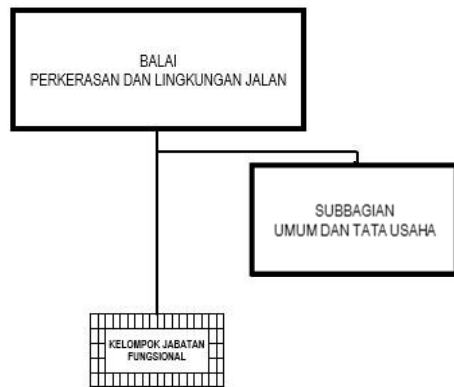 BALAI
PERKERASAN DAN LINGKUNGAN JALAN
SUBBAGIAN
UMUM DAN TATA USAHA
KELOMPOK JABATAN
FUNGSIONAL